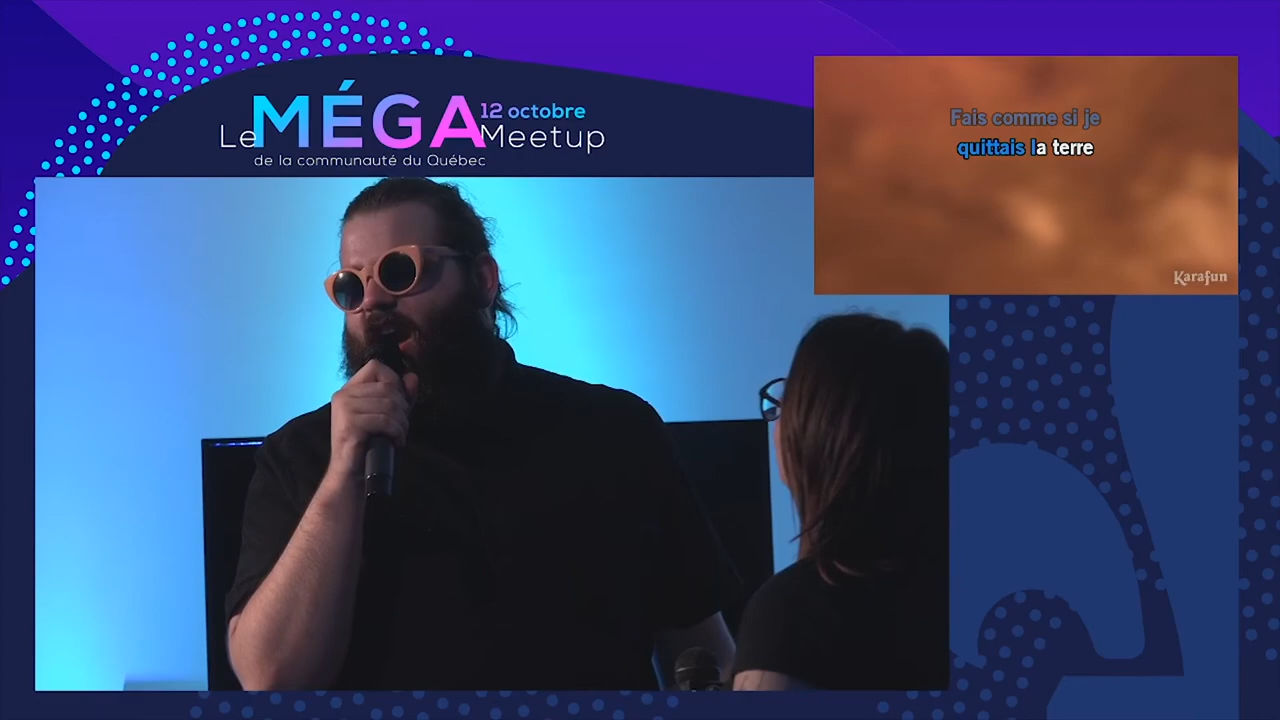 Le MÉGA Meetup
12 octobre
de la communauté du Québec
Fais comme si je
quittais la terre
Karafun